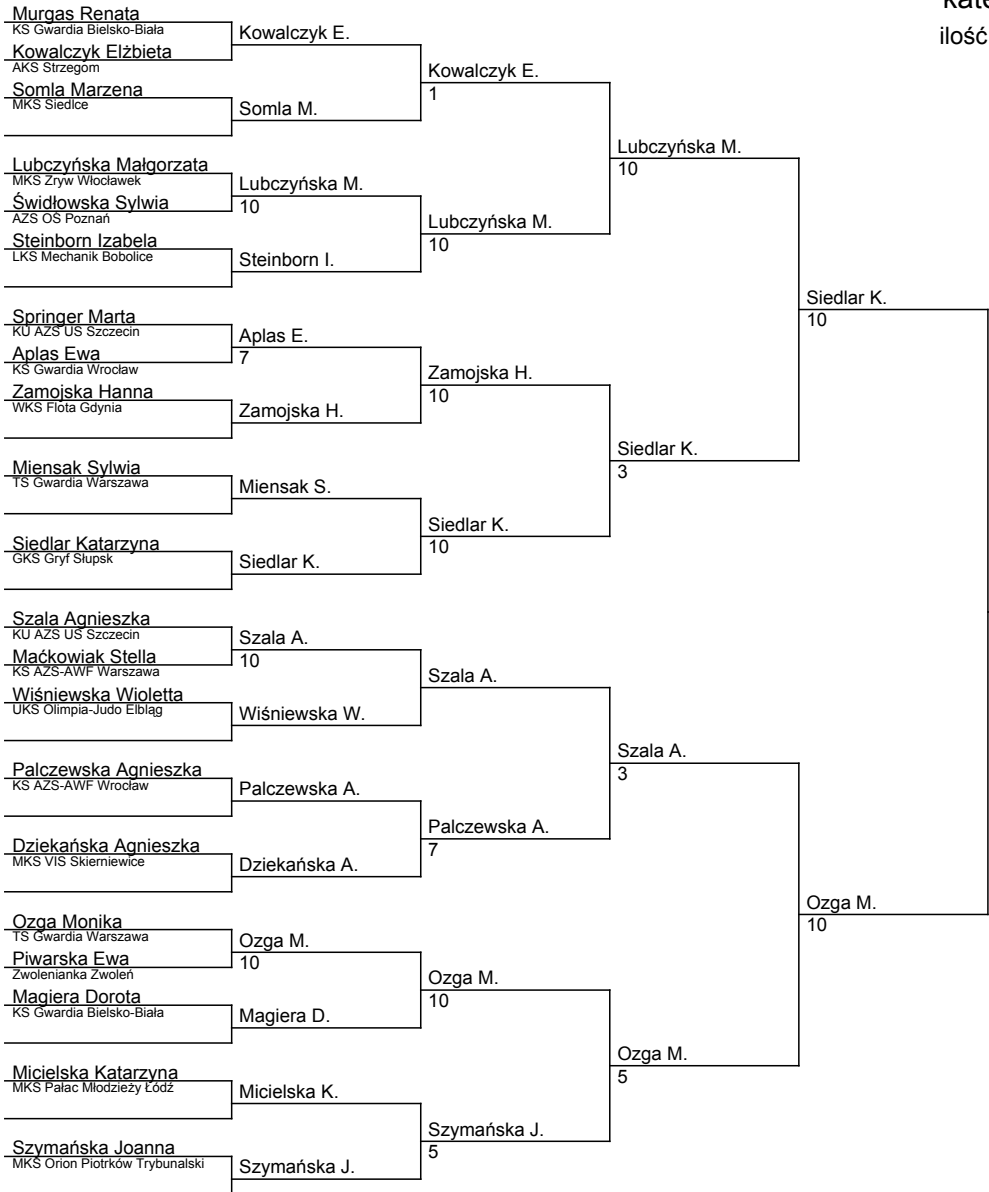 Murgas Renata
KS Gwardia Bielsko-Biała
Kowalczyk Elżbieta
AKS Strzegom
Somla Marzena
MKS Siedlce
Lubczyńska Małgorzata
MKS Zryw Włocławek
Świdłowska Sylwia
AZS OŚ Poznań
Steinborn Izabela
LKS Mechanik Bobolice
Springer Marta
KU AZS US Szczecin
Aplas Ewa
KS Gwardia Wrocław
Zamojska Hanna
WKS Flota Gdynia
Miensak Sylwia
TS Gwardia Warszawa
Siedlar Katarzyna
GKS Gryf Słupsk
Szala Agnieszka
KU AZS US Szczecin
Maćkowiak Stella
KS AZS-AWF Warszawa
Wiśniewska Wioletta
UKS Olimpia-Judo Elbląg
Palczewska Agnieszka
KS AZS-AWF Wrocław
Dziekańska Agnieszka
MKS VIS Skierniewice
Ozga Monika
TS Gwardia Warszawa
Piwarska Ewa
Zwolenianka Zwoleń
Magiera Dorota
KS Gwardia Bielsko-Biała
Micielska Katarzyna
MKS Pałac Młodzieży Łódź
Szymańska Joanna
MKS Orion Piotrków Trybunalski
Kowalczyk E.
Somla M.
Lubczyńska M.
10
Steinborn I.
Aplas E.
7
Zamojska H.
Miensak S.
Siedlar K.
Szala A.
10
Wiśniewska W.
Palczewska A.
Dziekańska A.
Ozga M.
10
Magiera D.
Micielska K.
Szymańska J.
Kowalczyk E.
1
Lubczyńska M.
10
Zamojska H.
10
Siedlar K.
10
Szala A.
Palczewska A.
7
Ozga M.
10
Szymańska J.
5
Lubczyńska M.
10
Siedlar K.
3
Szala A.
3
Ozga M.
5
Siedlar K.
10
Ozga M.
10
ilość